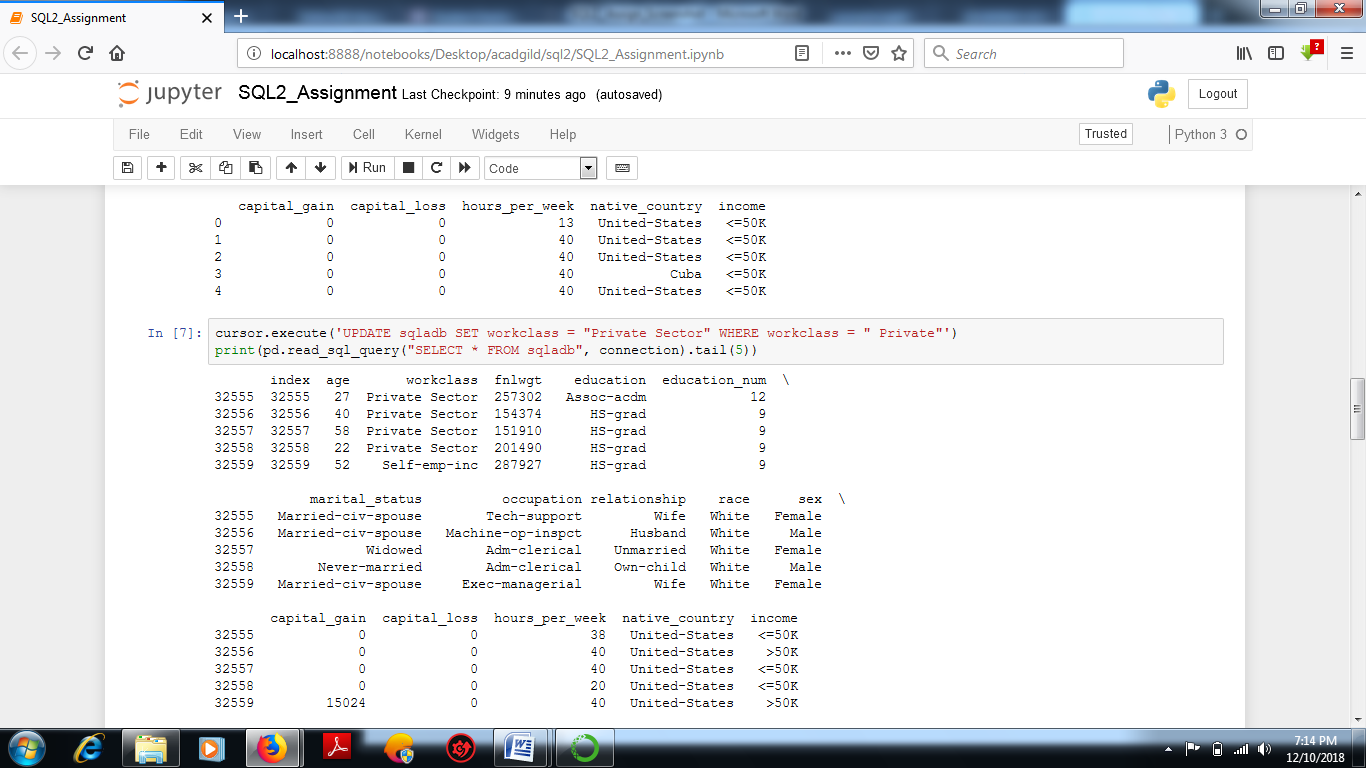 SQL2_Assignment
localhost:8888/notebooks/Desktop/acadgild/sql2/SQL2_Assignment.ipynb
Search
jupyter SQL2_Assignment Last Checkpoint: 9 minutes ago (autosaved)
Logout
File Edit View Insert Cell Kernel Widgets Help
Trusted Python 3
Run Code
capital_gain capital_loss hours_per_week native_country income
0 0 0 13 United-States <=50K
1 0 0 40 United-States <=50K
2 0 0 40 United-States <=50K
3 0 0 40 Cuba <=50K
4 0 0 40 United-States <=50K
In [7]: cursor.execute('UPDATE sqladb SET workclass = "Private Sector" WHERE workclass = " Private"')
print(pd.read_sql_query("SELECT * FROM sqladb", connection).tail(5))
index age workclass fnlwgt education education_num \
32555 32555 27 Private Sector 257302 Assoc-acdm 12
32556 32556 40 Private Sector 154374 HS-grad 9
32557 32557 58 Private Sector 151910 HS-grad 9
32558 32558 22 Private Sector 201490 HS-grad 9
32559 32559 52 Self-emp-inc 287927 HS-grad 9
marital_status occupation relationship race sex \
32555 Married-civ-spouse Tech-support Wife White Female
32556 Married-civ-spouse Machine-op-inspct Husband White Male
32557 Widowed Adm-clerical Unmarried White Female
32558 Never-married Adm-clerical Own-child White Male
32559 Married-civ-spouse Exec-managerial Wife White Female
capital_gain capital_loss hours_per_week native_country income
32555 0 0 38 United-States <=50K
32556 0 0 40 United-States >50K
32557 0 0 40 United-States <=50K
32558 0 0 20 United-States <=50K
32559 15024 0 40 United-States >50K
7:14 PM
12/10/2018